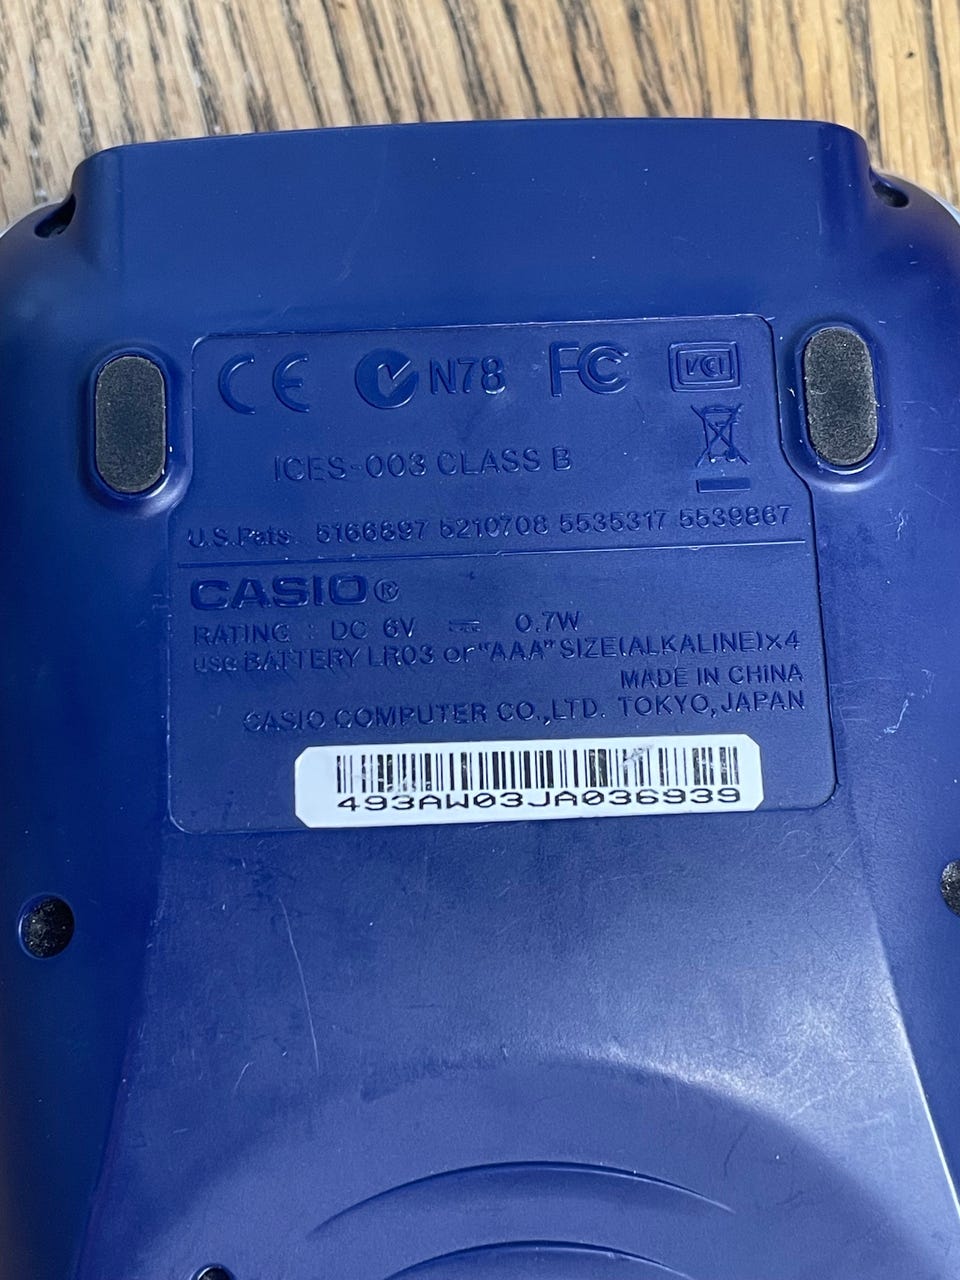 CE N78 FC VCI
ICES-003 CLASS B
U.S.Pats. 5166897 5210708 5535317 5539867
CASIO®
RATING : DC 6V ⎓ 0.7W
use BATTERY LR03 or "AAA" SIZE(ALKALINE)×4
MADE IN CHINA
CASIO COMPUTER CO.,LTD. TOKYO,JAPAN
493AW03JA036939